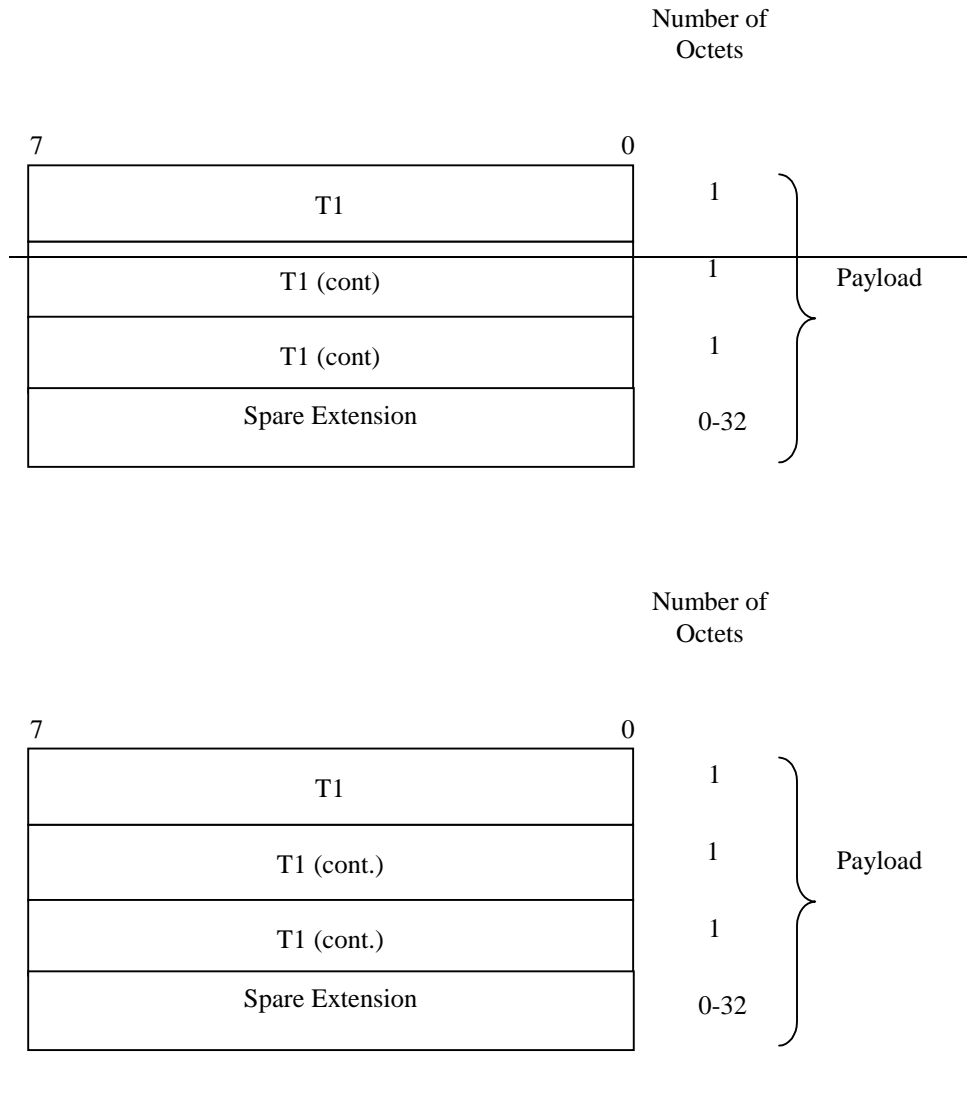 Number of
Octets
7 0
T1 1
T1 (cont) 1 Payload
T1 (cont) 1
Spare Extension 0-32
Number of
Octets
7 0
T1 1
T1 (cont.) 1 Payload
T1 (cont.) 1
Spare Extension 0-32